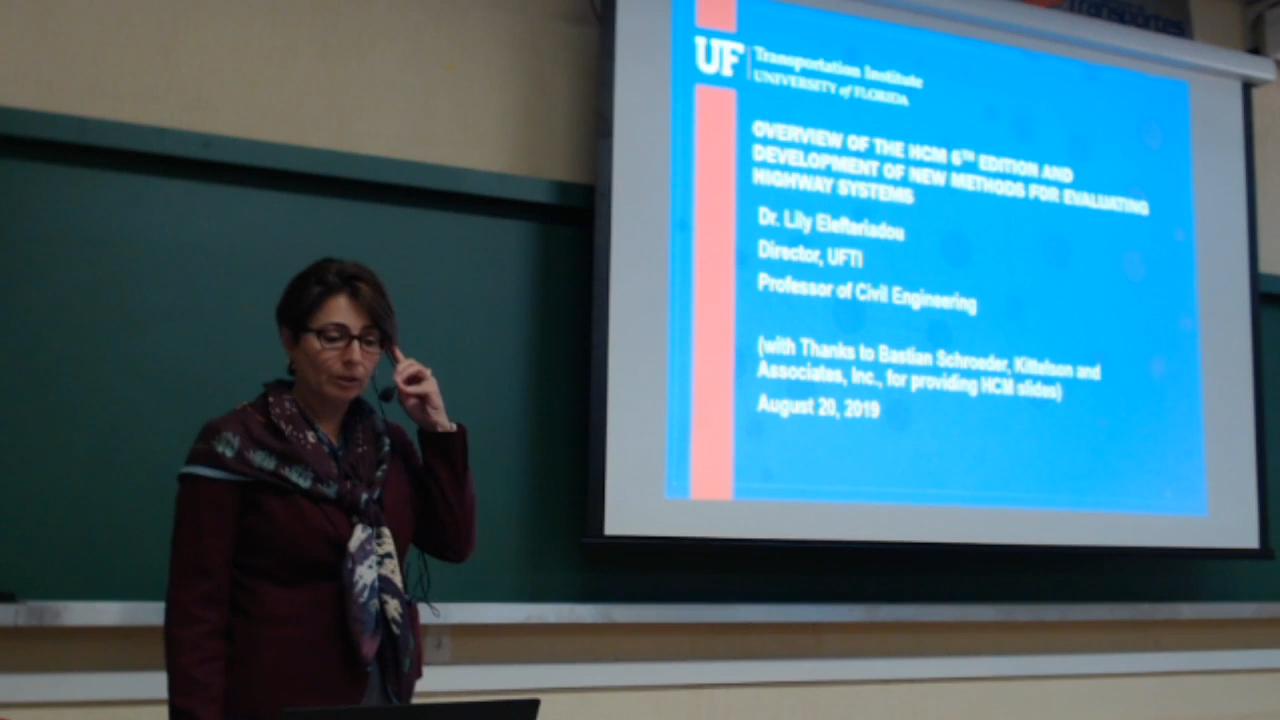 Transportes
UF Transportation Institute
UNIVERSITY of FLORIDA
OVERVIEW OF THE HCM 6TH EDITION AND
DEVELOPMENT OF NEW METHODS FOR EVALUATING
HIGHWAY SYSTEMS
Dr. Lily Elefteriadou
Director, UFTI
Professor of Civil Engineering
(with Thanks to Bastian Schroeder, Kittelson and
Associates, Inc., for providing HCM slides)
August 20, 2019